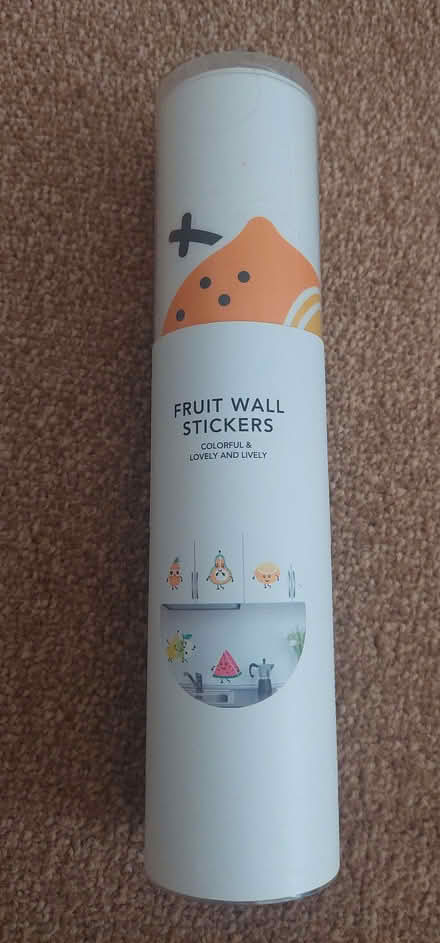 FRUIT WALL
STICKERS
COLORFUL &
LOVELY AND LIVELY